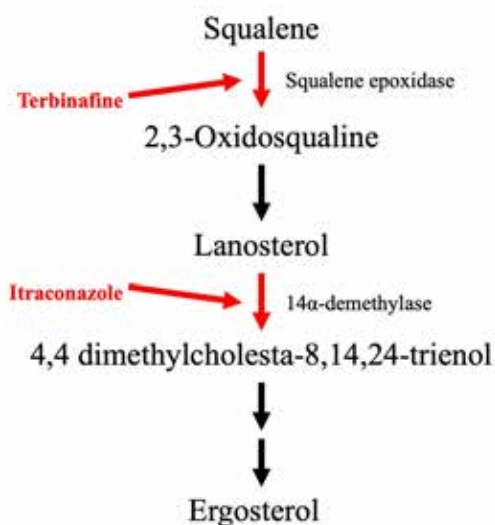 Squalene
Squalene epoxidase
Terbinafine
2,3-Oxidosqualine
Lanosterol
Itraconazole
14α-demethylase
4,4 dimethylcholesta-8,14,24-trienol
Ergosterol